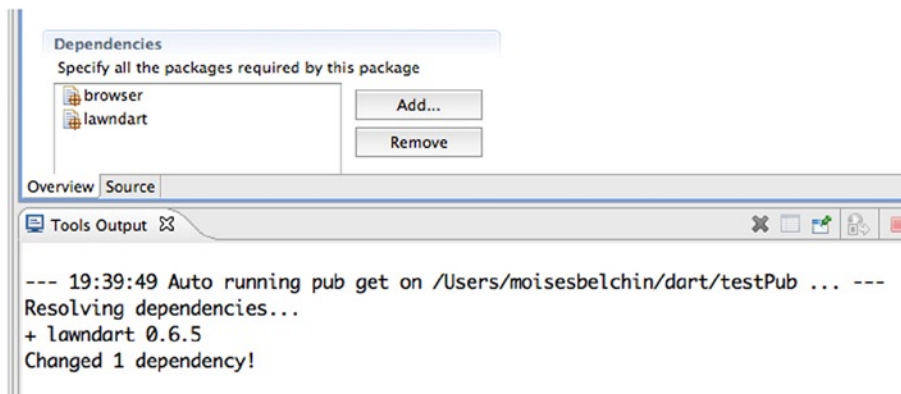 Dependencies
Specify all the packages required by this package
browser
lawndart
Add...
Remove
Overview Source
Tools Output
--- 19:39:49 Auto running pub get on /Users/moisesbelchin/dart/testPub ... ---
Resolving dependencies...
+ lawndart 0.6.5
Changed 1 dependency!